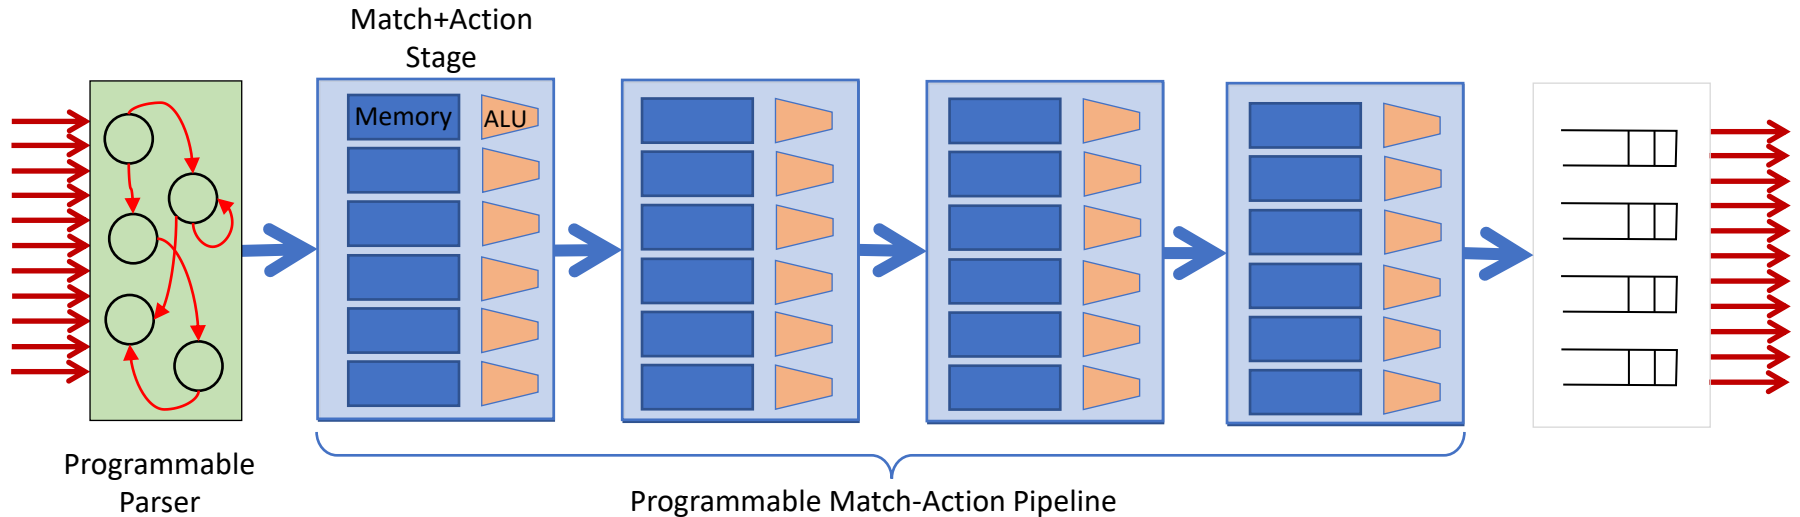 Match+Action
Stage
Memory
ALU
Programmable
Parser
Programmable Match-Action Pipeline